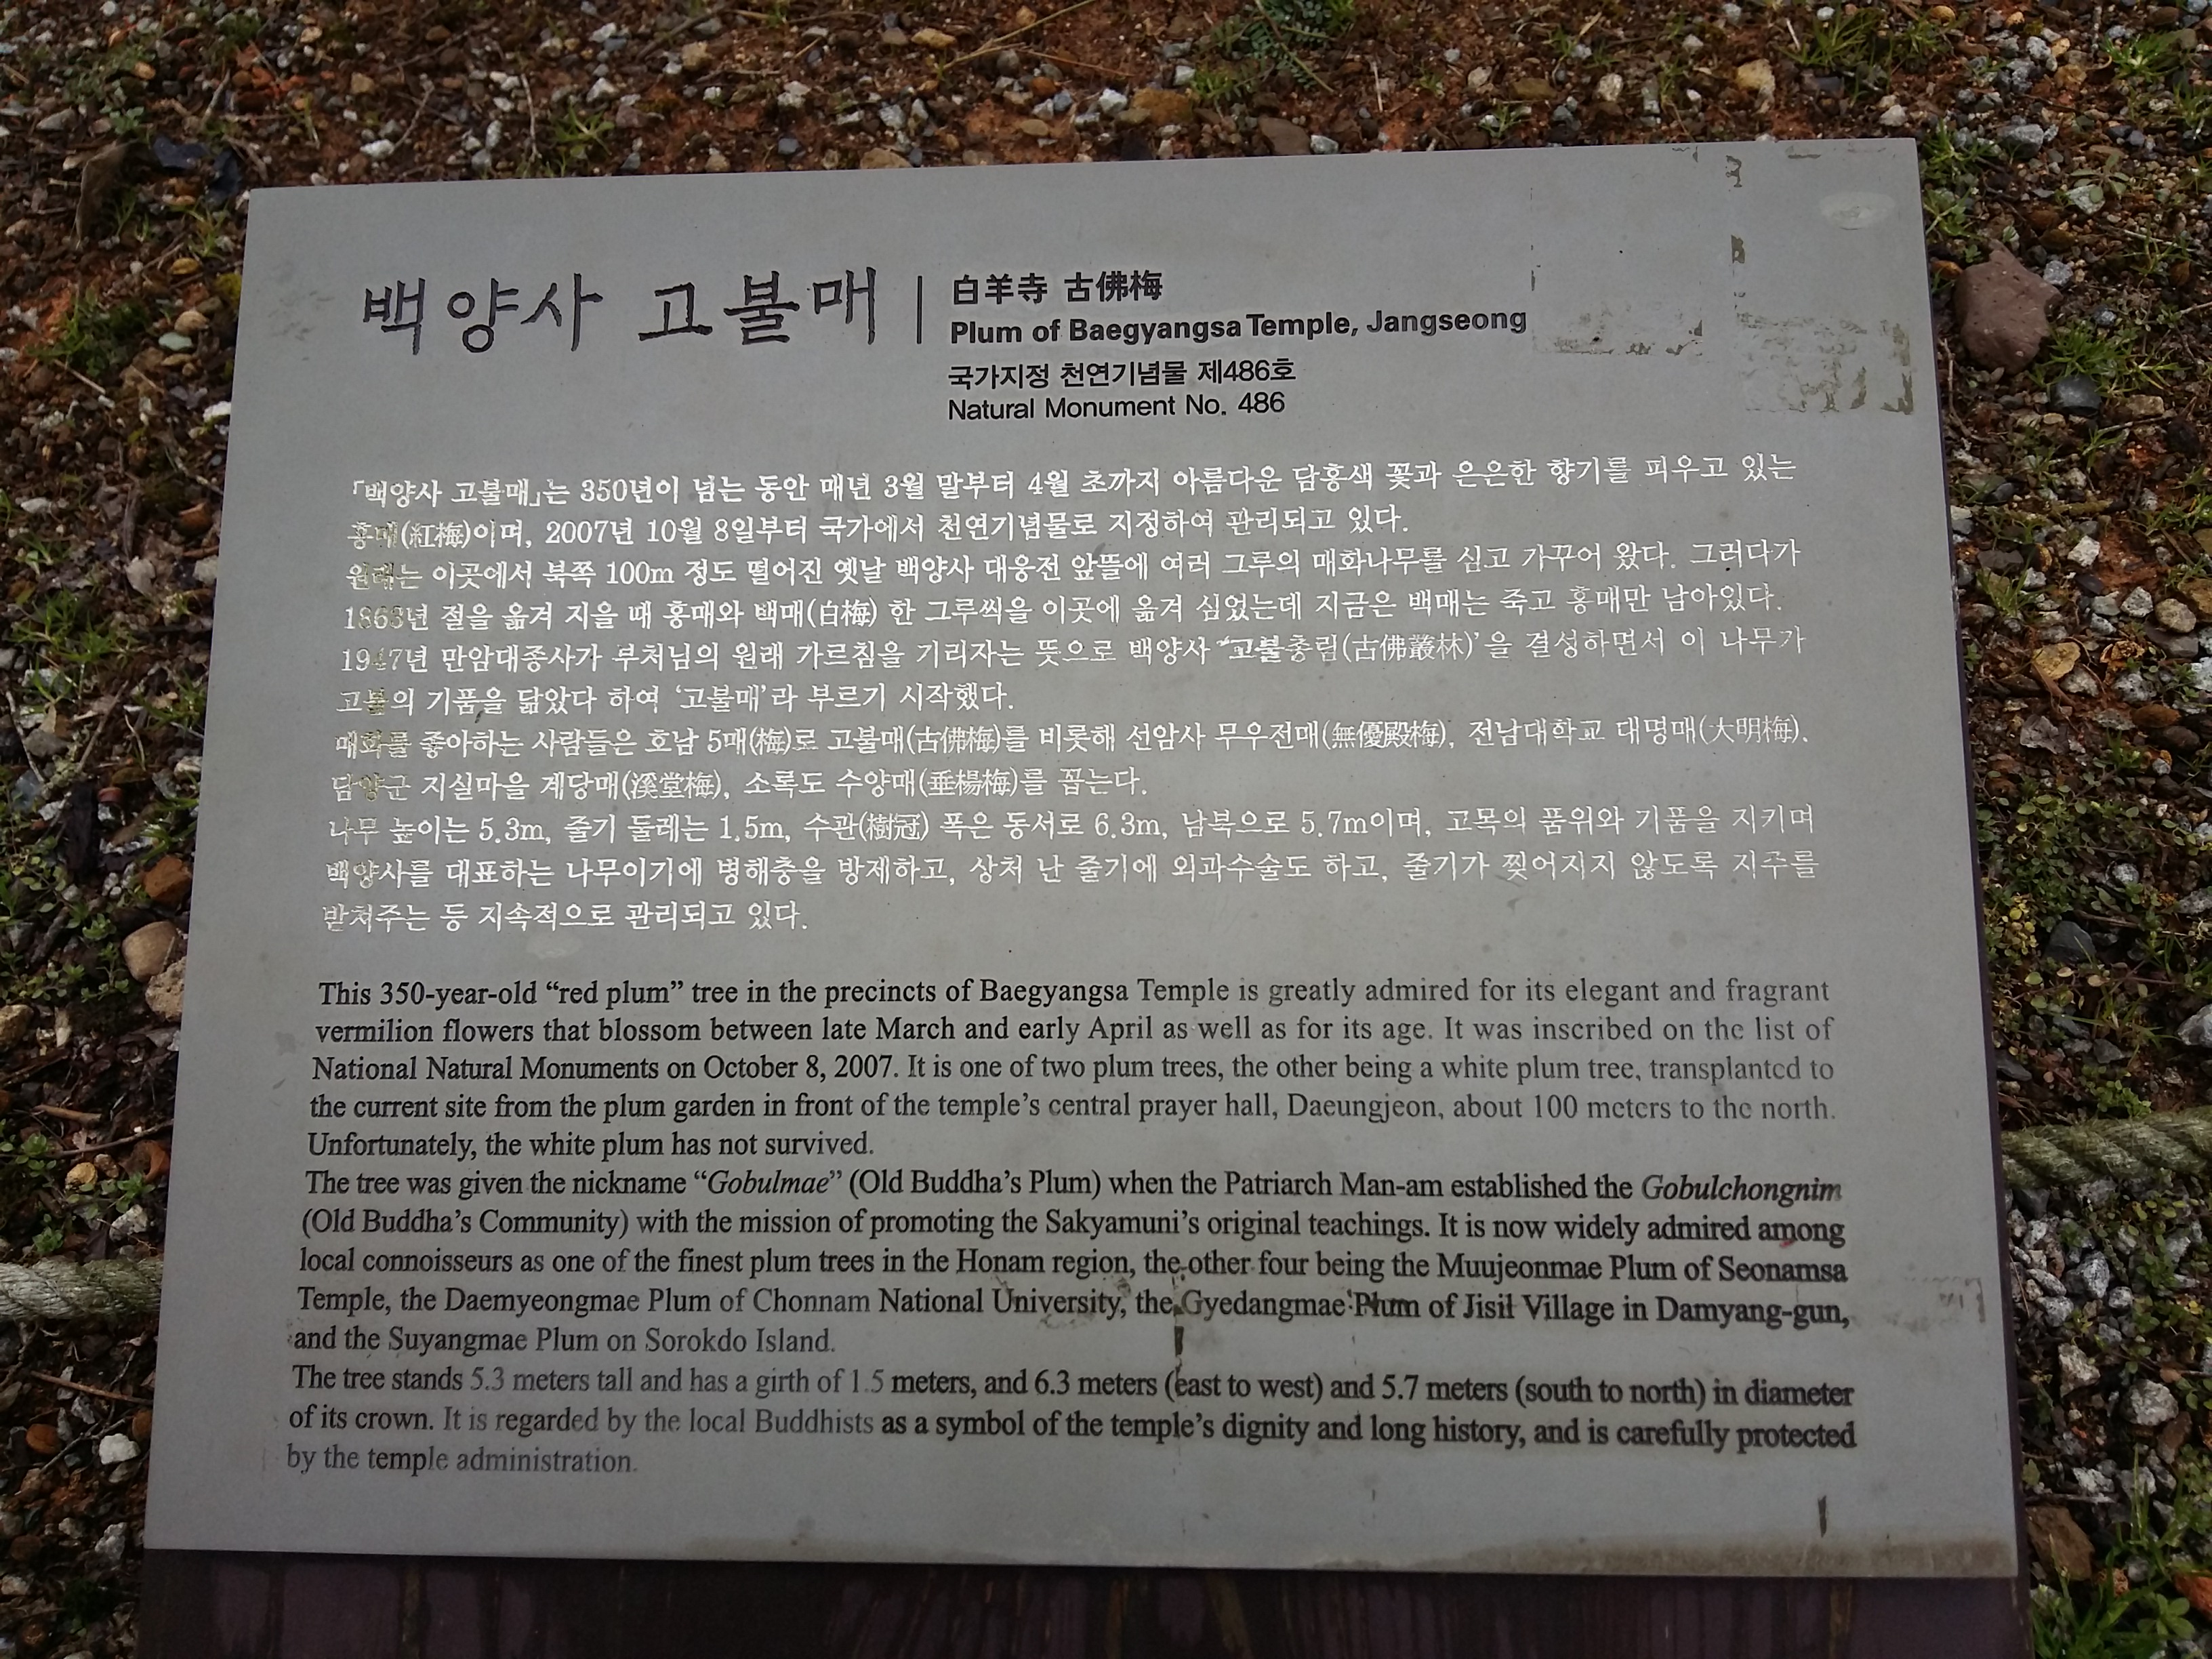 백양사 고불매
白羊寺 古佛梅
Plum of Baegyangsa Temple, Jangseong
국가지정 천연기념물 제486호
Natural Monument No. 486
「백양사 고불매」는 350년이 넘는 동안 매년 3월 말부터 4월 초까지 아름다운 담홍색 꽃과 은은한 향기를 피우고 있는
홍매(紅梅)이며, 2007년 10월 8일부터 국가에서 천연기념물로 지정하여 관리되고 있다.
원래는 이곳에서 북쪽 100m 정도 떨어진 옛날 백양사 대웅전 앞뜰에 여러 그루의 매화나무를 심고 가꾸어 왔다. 그러다가
1863년 절을 옮겨 지을 때 홍매와 백매(白梅) 한 그루씩을 이곳에 옮겨 심었는데 지금은 백매는 죽고 홍매만 남아있다.
1947년 만암대종사가 부처님의 원래 가르침을 기리자는 뜻으로 백양사 '고불총림(古佛叢林)'을 결성하면서 이 나무가
고불의 기품을 닮았다 하여 '고불매'라 부르기 시작했다.
매화를 좋아하는 사람들은 호남 5매(梅)로 고불매(古佛梅)를 비롯해 선암사 무우전매(無優殿梅), 전남대학교 대명매(大明梅),
담양군 지실마을 계당매(溪堂梅), 소록도 수양매(垂楊梅)를 꼽는다.
나무 높이는 5.3m, 줄기 둘레는 1.5m, 수관(樹冠) 폭은 동서로 6.3m, 남북으로 5.7m이며, 고목의 품위와 기품을 지키며
백양사를 대표하는 나무이기에 병해충을 방제하고, 상처 난 줄기에 외과수술도 하고, 줄기가 찢어지지 않도록 지주를
받쳐주는 등 지속적으로 관리되고 있다.
This 350-year-old “red plum” tree in the precincts of Baegyangsa Temple is greatly admired for its elegant and fragrant
vermilion flowers that blossom between late March and early April as well as for its age. It was inscribed on the list of
National Natural Monuments on October 8, 2007. It is one of two plum trees, the other being a white plum tree, transplanted to
the current site from the plum garden in front of the temple’s central prayer hall, Daeungjeon, about 100 meters to the north.
Unfortunately, the white plum has not survived.
The tree was given the nickname “Gobulmae” (Old Buddha’s Plum) when the Patriarch Man-am established the Gobulchongnim
(Old Buddha’s Community) with the mission of promoting the Sakyamuni’s original teachings. It is now widely admired among
local connoisseurs as one of the finest plum trees in the Honam region, the other four being the Muujeonmae Plum of Seonamsa
Temple, the Daemyeongmae Plum of Chonnam National University, the Gyedangmae Plum of Jisil Village in Damyang-gun,
and the Suyangmae Plum on Sorokdo Island.
The tree stands 5.3 meters tall and has a girth of 1.5 meters, and 6.3 meters (east to west) and 5.7 meters (south to north) in diameter
of its crown. It is regarded by the local Buddhists as a symbol of the temple’s dignity and long history, and is carefully protected
by the temple administration.